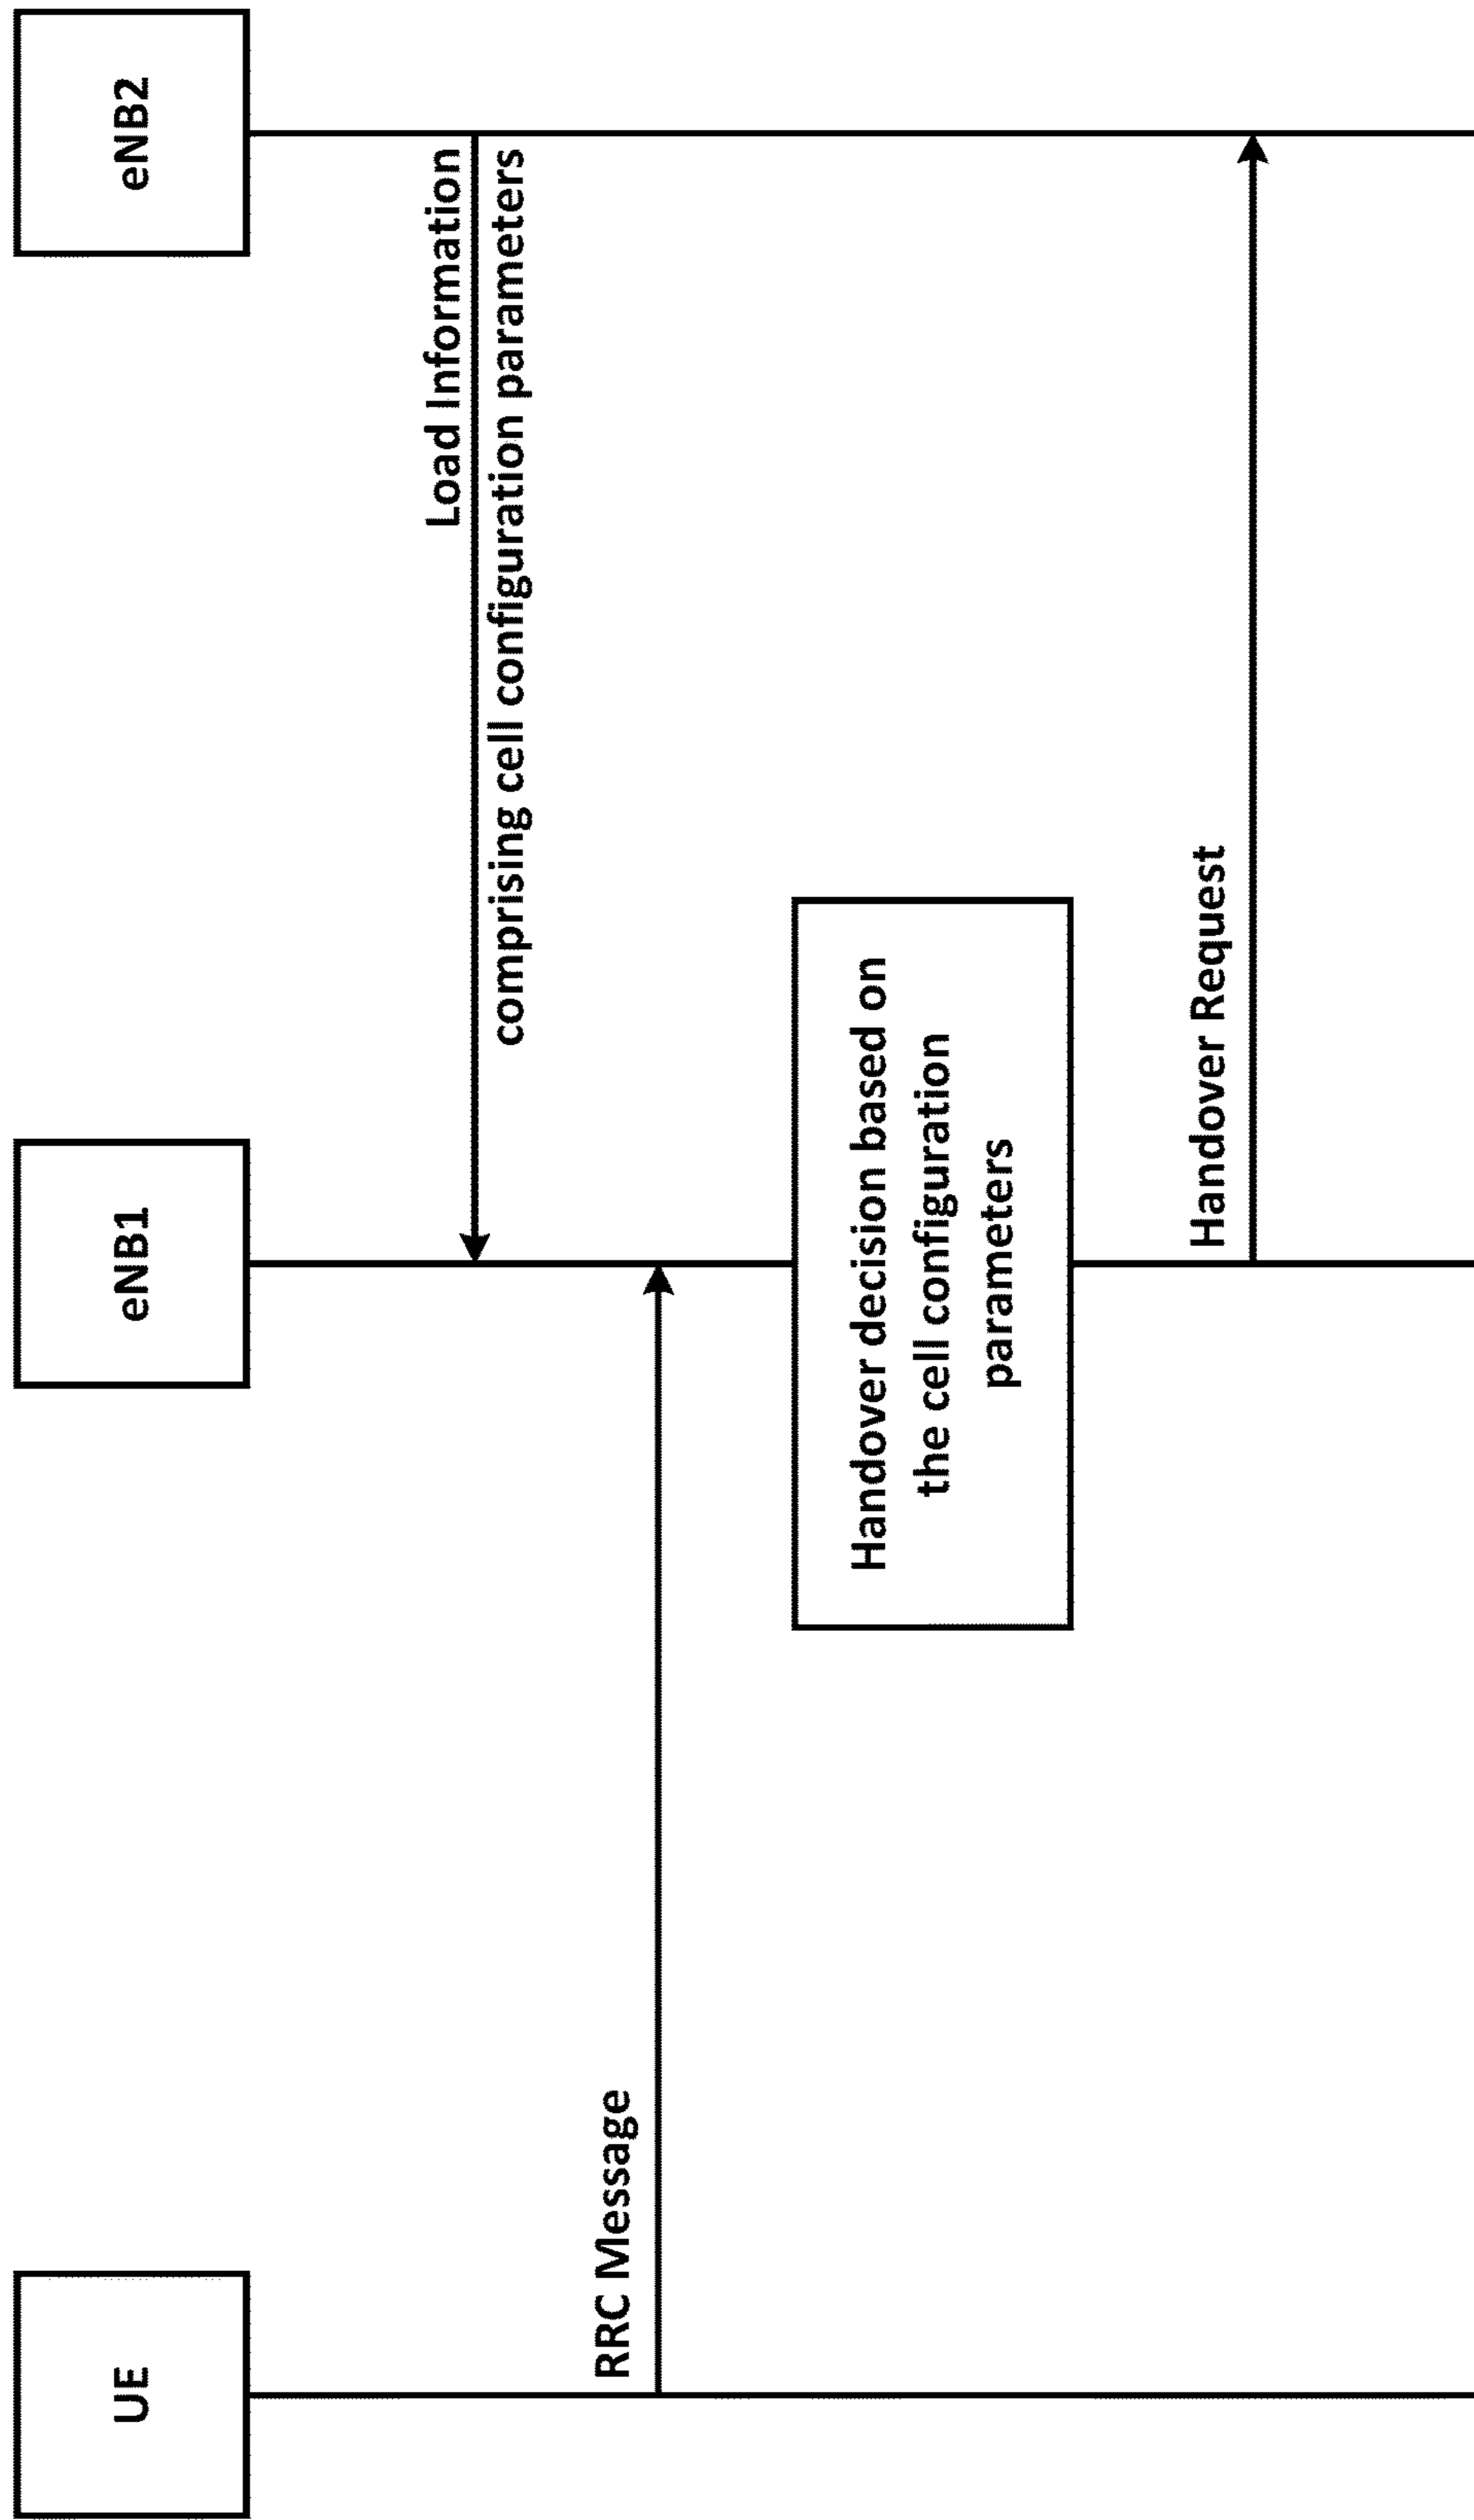 UE
eNB1
eNB2
Load Information
comprising cell configuration parameters
RRC Message
Handover decision based on
the cell configuration
parameters
Handover Request